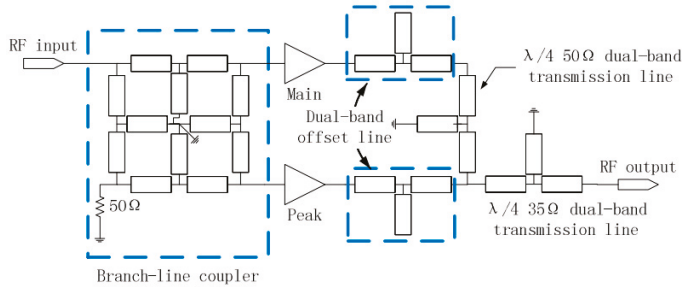 RF input
λ/4 50Ω dual-band
transmission line
Main
Dual-band
offset line
RF output
50Ω
Peak
λ/4 35Ω dual-band
transmission line
Branch-line coupler